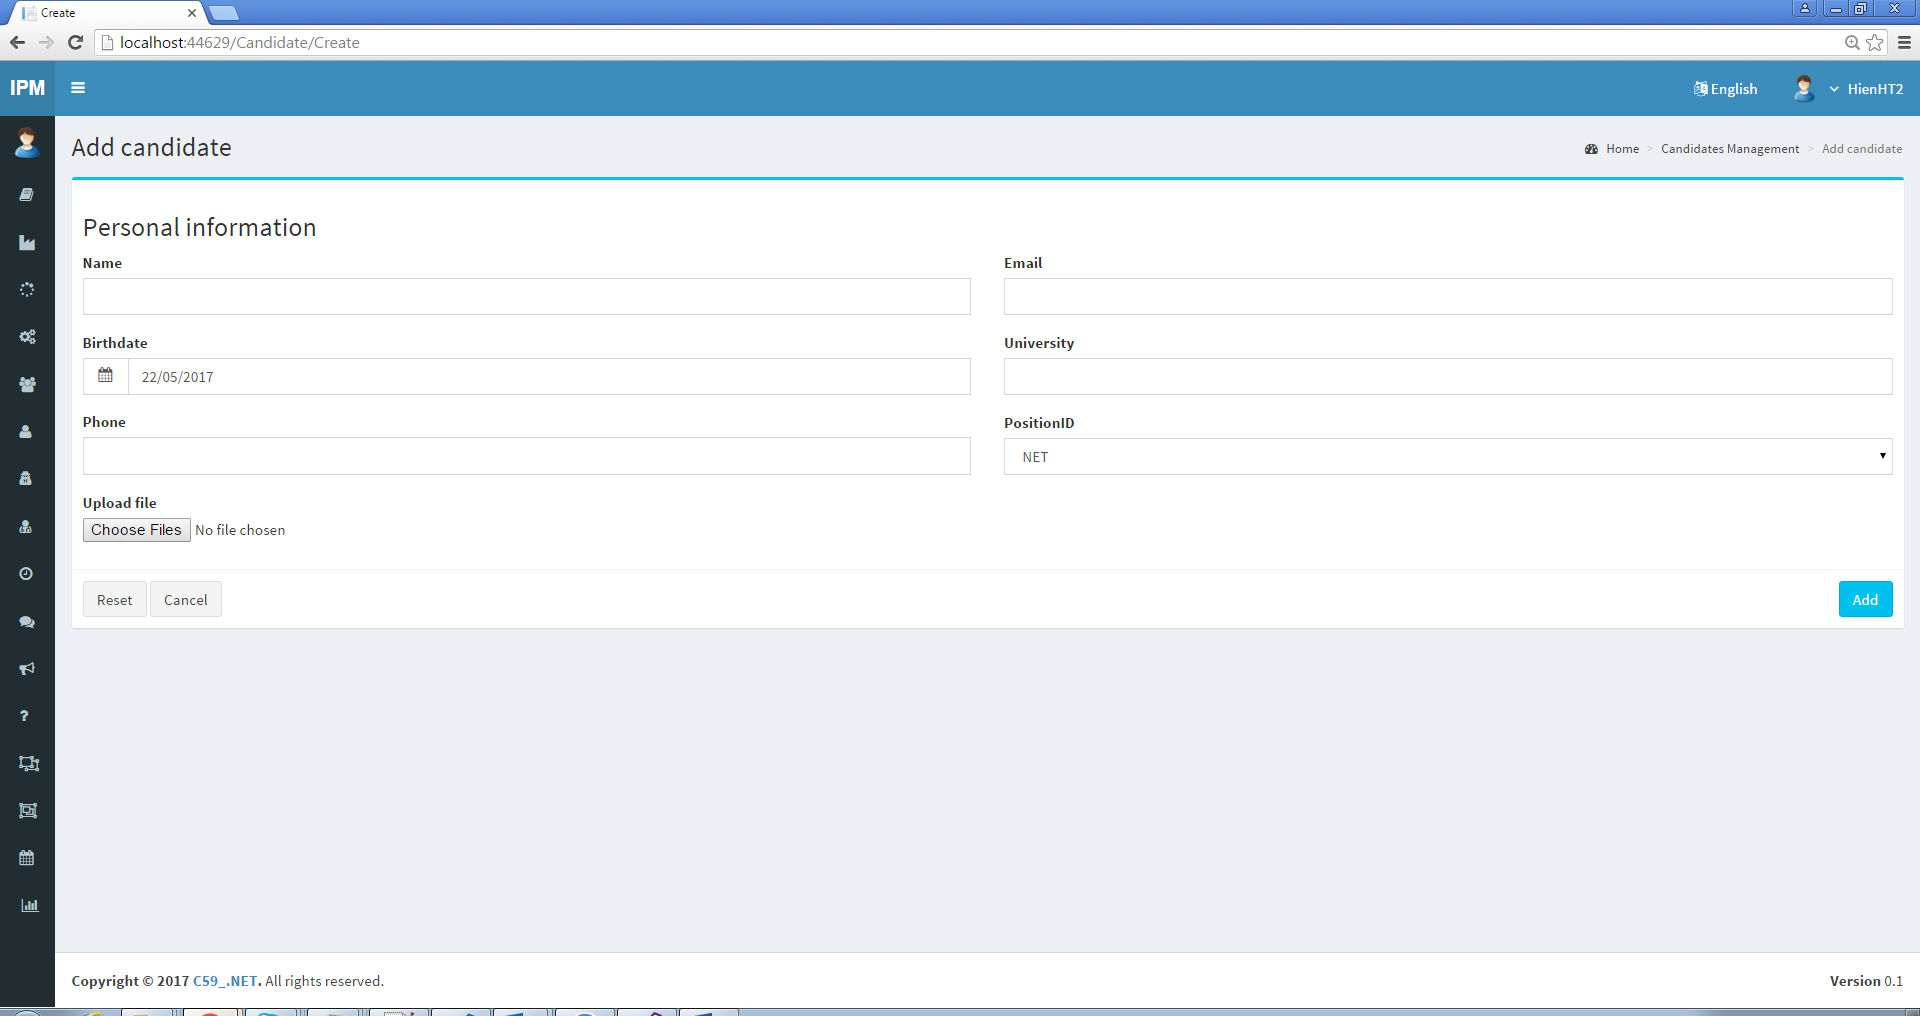 Create
localhost:44629/Candidate/Create
IPM
English
HienHT2
Add candidate
Home > Candidates Management > Add candidate
Personal information
Name
Email
Birthdate
University
22/05/2017
Phone
PositionID
NET
Upload file
Choose Files No file chosen
Reset
Cancel
Add
Copyright © 2017 C59_.NET. All rights reserved.
Version 0.1